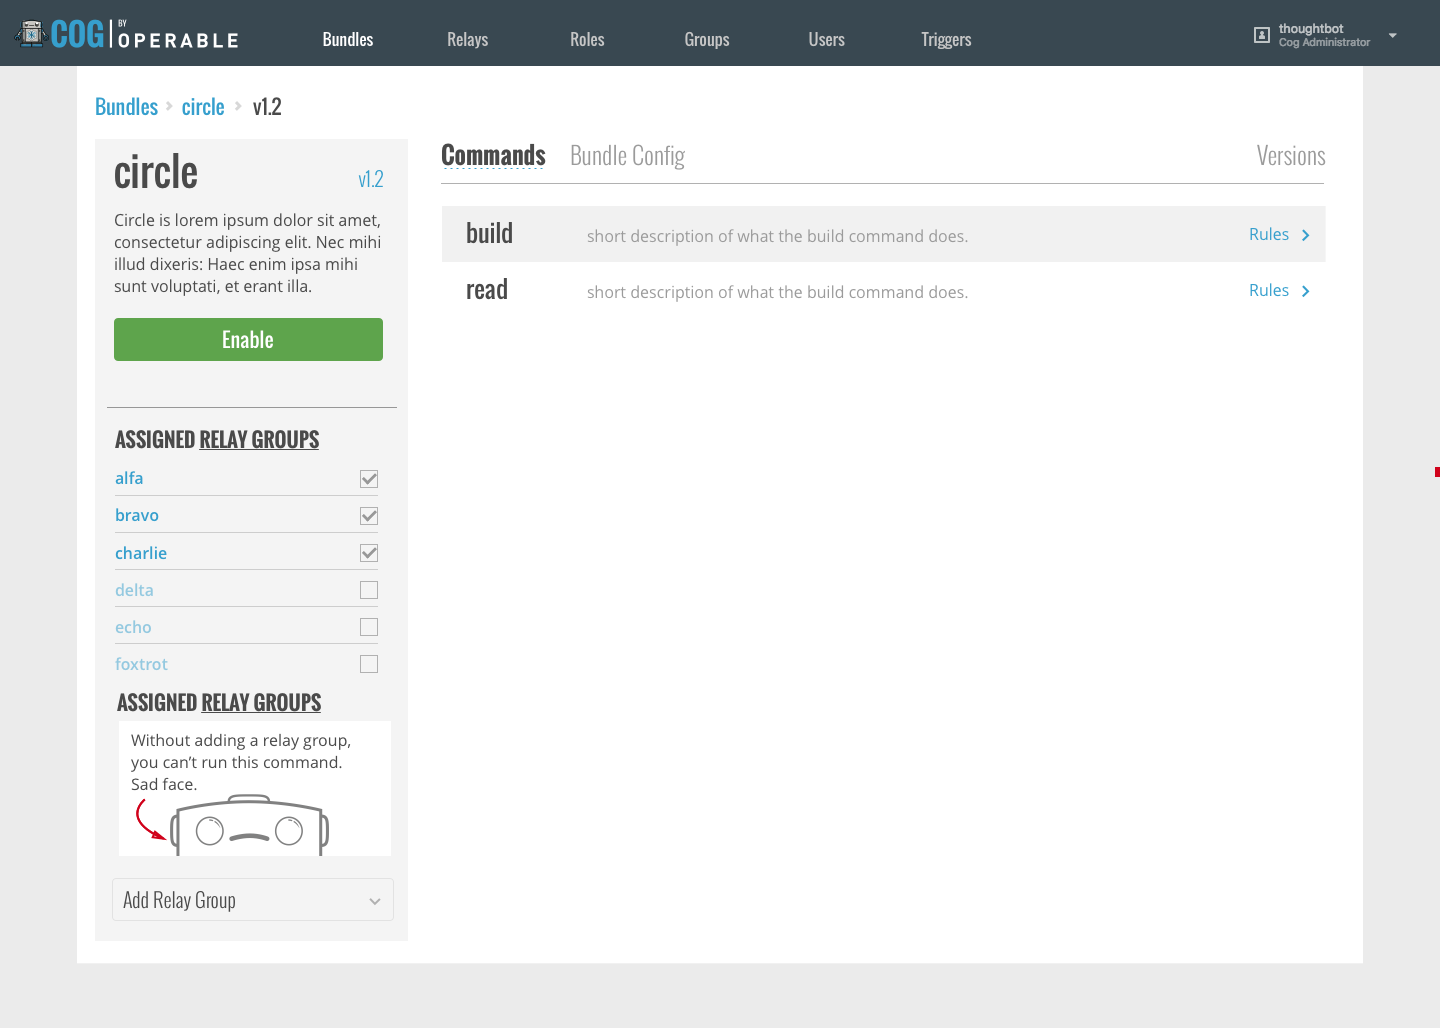 COG BY OPERABLE
Bundles Relays Roles Groups Users Triggers
thoughtbot
Cog Administrator
Bundles circle v1.2
circle
v1.2
Circle is lorem ipsum dolor sit amet,
consectetur adipiscing elit. Nec mihi
illud dixeris: Haec enim ipsa mihi
sunt voluptati, et erant illa.
Enable
ASSIGNED RELAY GROUPS
alfa
bravo
charlie
delta
echo
foxtrot
ASSIGNED RELAY GROUPS
Without adding a relay group,
you can’t run this command.
Sad face.
Add Relay Group
Commands Bundle Config Versions
build short description of what the build command does. Rules
read short description of what the build command does. Rules